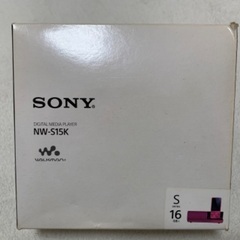 SONY
DIGITAL MEDIA PLAYER
NW-S15K
WALKMAN
S
16